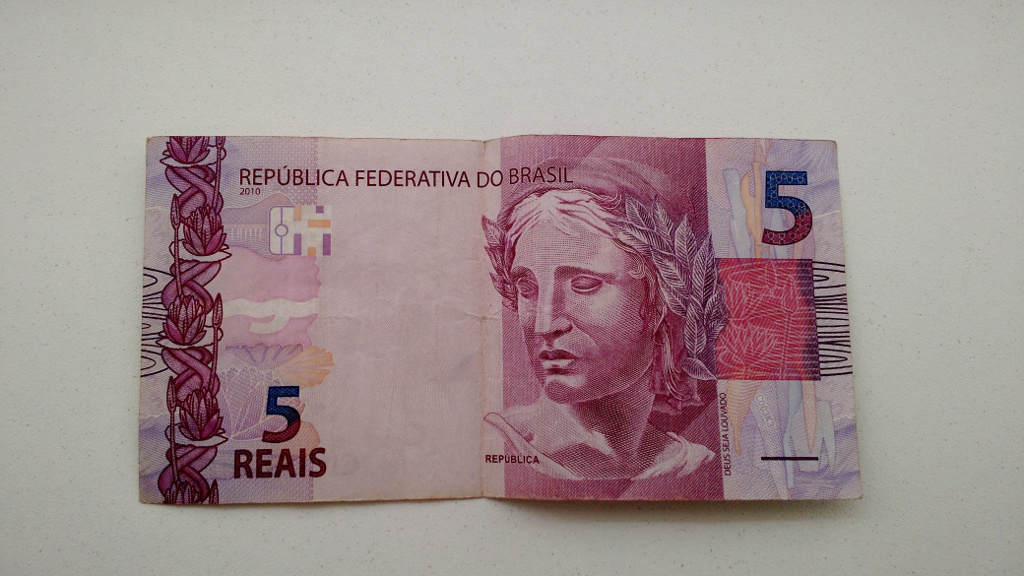 REPÚBLICA FEDERATIVA DO BRASIL
2010
5
5
REAIS
REPÚBLICA
DEUS SEJA LOUVADO